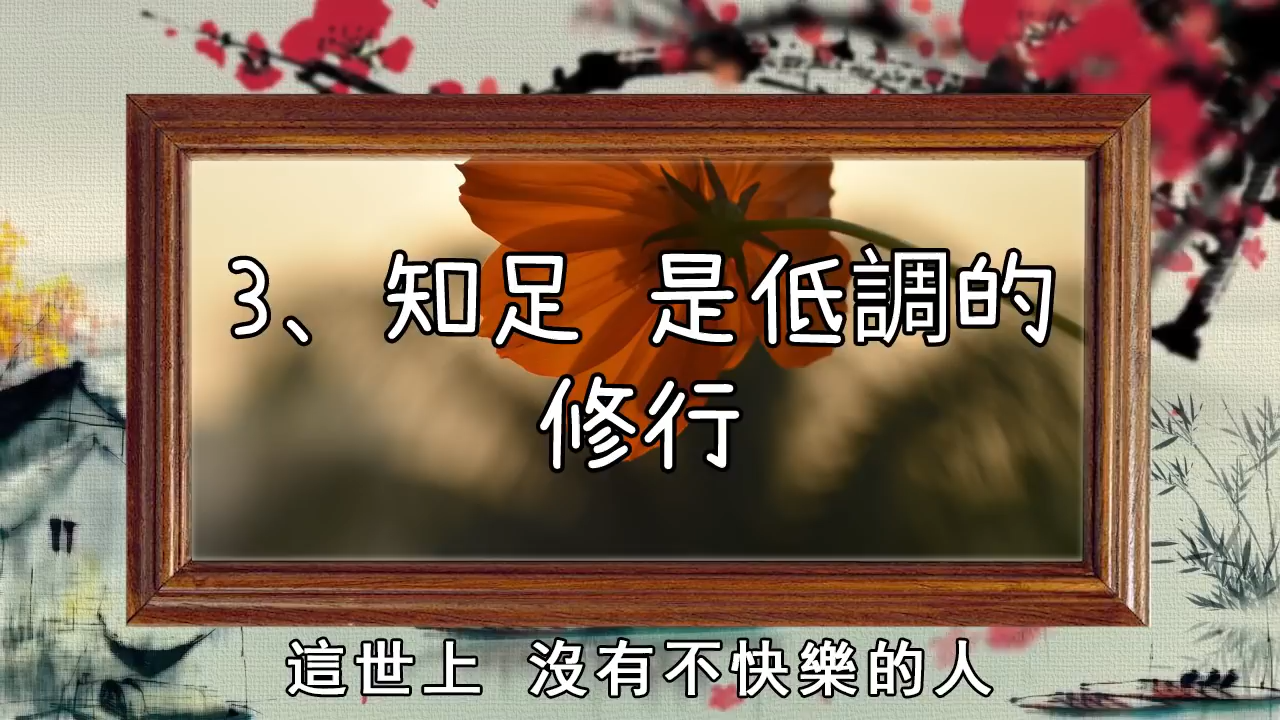 3、知足 是低調的
修行
這世上 沒有不快樂的人